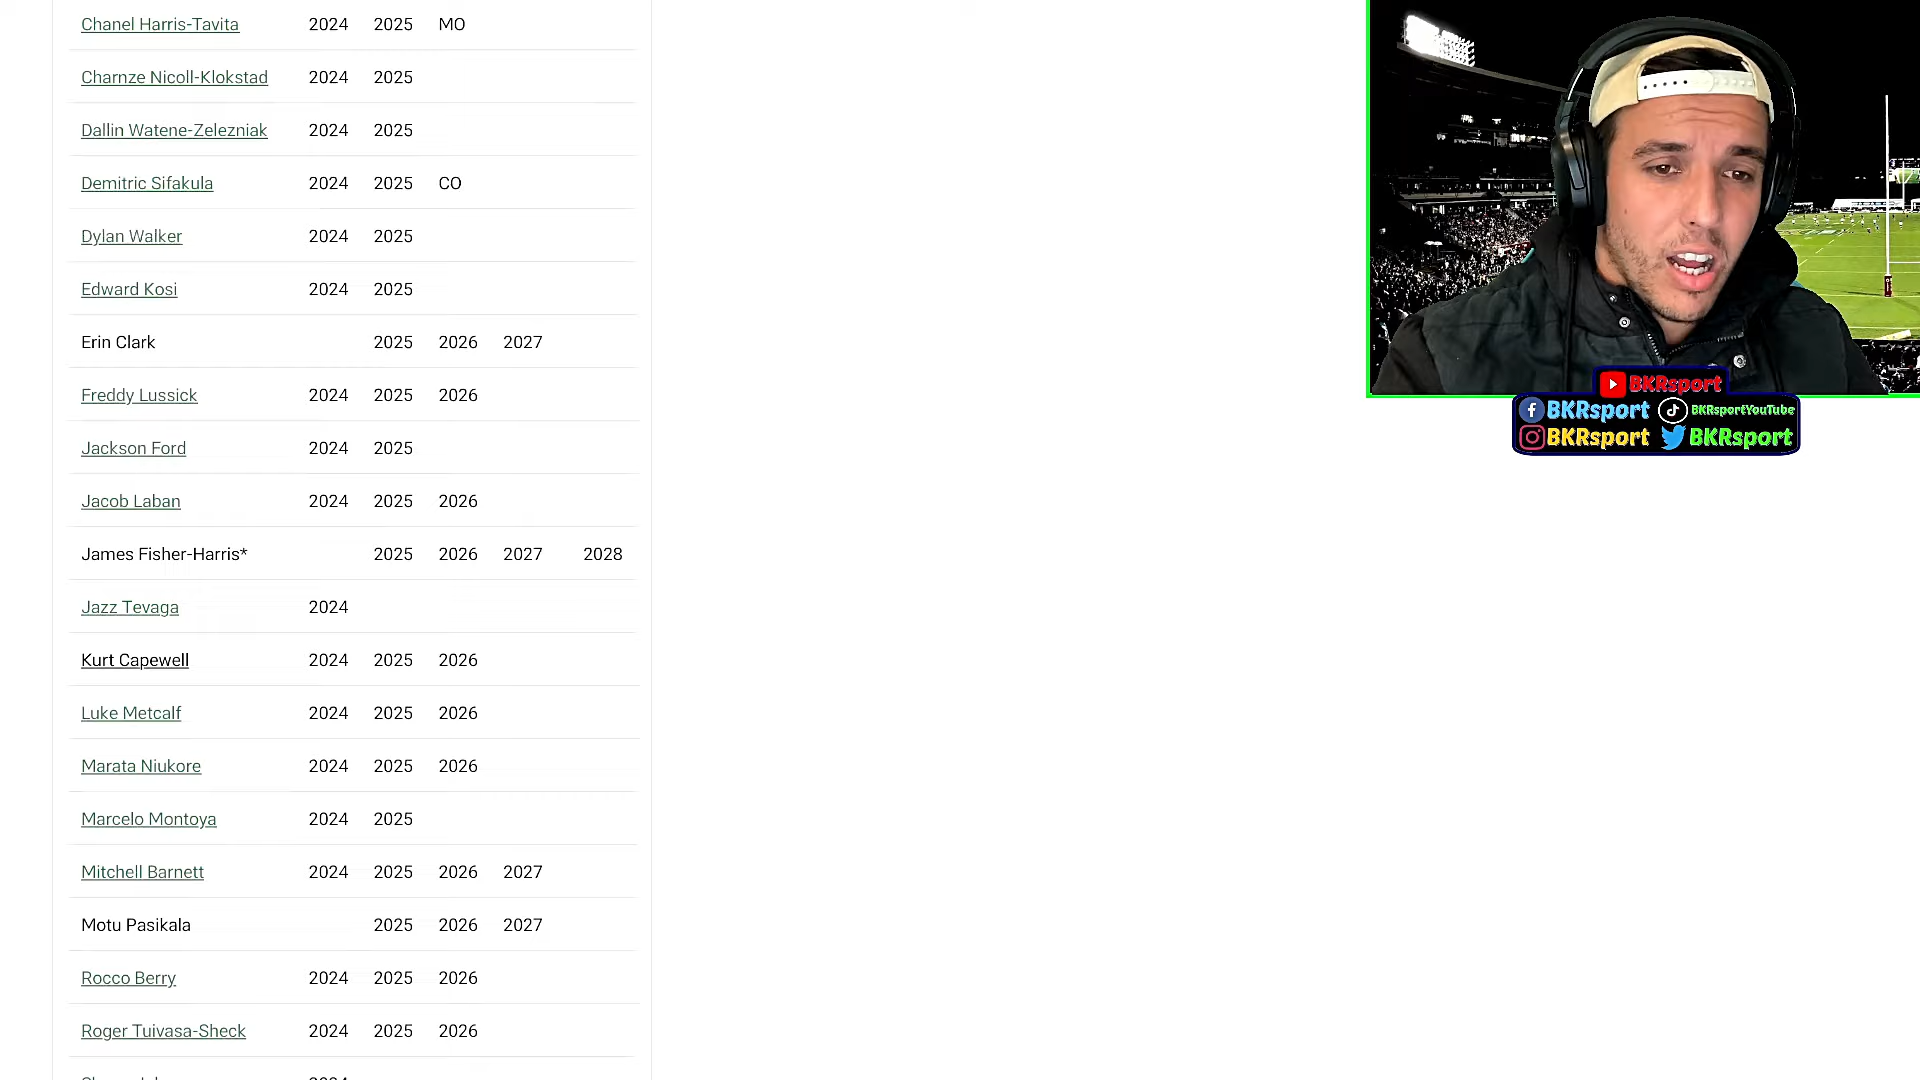 Chanel Harris-Tavita 2024 2025 MO
Charnze Nicoll-Klokstad 2024 2025
Dallin Watene-Zelezniak 2024 2025
Demitric Sifakula 2024 2025 CO
Dylan Walker 2024 2025
Edward Kosi 2024 2025
Erin Clark 2025 2026 2027
Freddy Lussick 2024 2025 2026
Jackson Ford 2024 2025
Jacob Laban 2024 2025 2026
James Fisher-Harris* 2025 2026 2027 2028
Jazz Tevaga 2024
Kurt Capewell 2024 2025 2026
Luke Metcalf 2024 2025 2026
Marata Niukore 2024 2025 2026
Marcelo Montoya 2024 2025
Mitchell Barnett 2024 2025 2026 2027
Motu Pasikala 2025 2026 2027
Rocco Berry 2024 2025 2026
Roger Tuivasa-Sheck 2024 2025 2026
2024
BKRsport
BKRsport BKRsportYouTube
BKRsport BKRsport